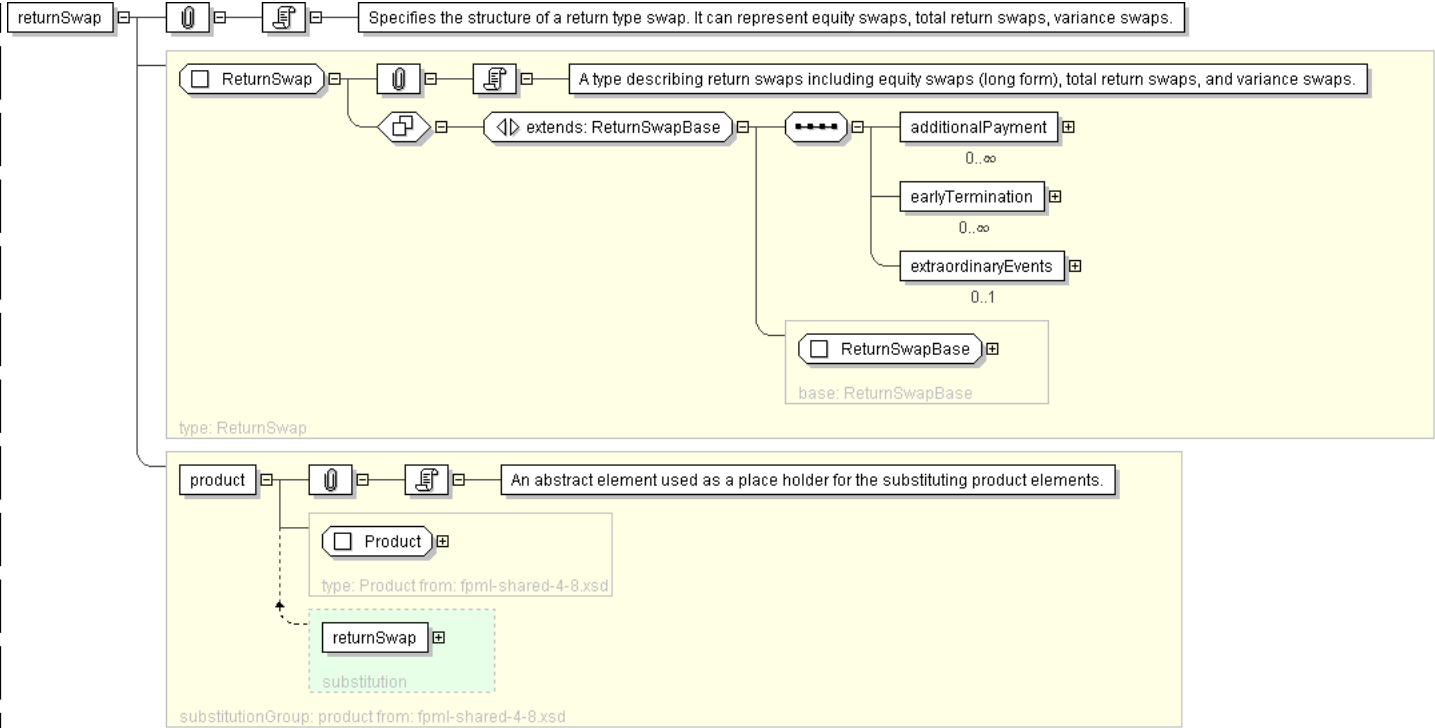 returnSwap
Specifies the structure of a return type swap. It can represent equity swaps, total return swaps, variance swaps.
ReturnSwap
A type describing return swaps including equity swaps (long form), total return swaps, and variance swaps.
extends: ReturnSwapBase
additionalPayment
0..∞
earlyTermination
0..∞
extraordinaryEvents
0..1
ReturnSwapBase
base: ReturnSwapBase
type: ReturnSwap
product
An abstract element used as a place holder for the substituting product elements.
Product
type: Product from: fpml-shared-4-8.xsd
returnSwap
substitution
substitutionGroup: product from: fpml-shared-4-8.xsd